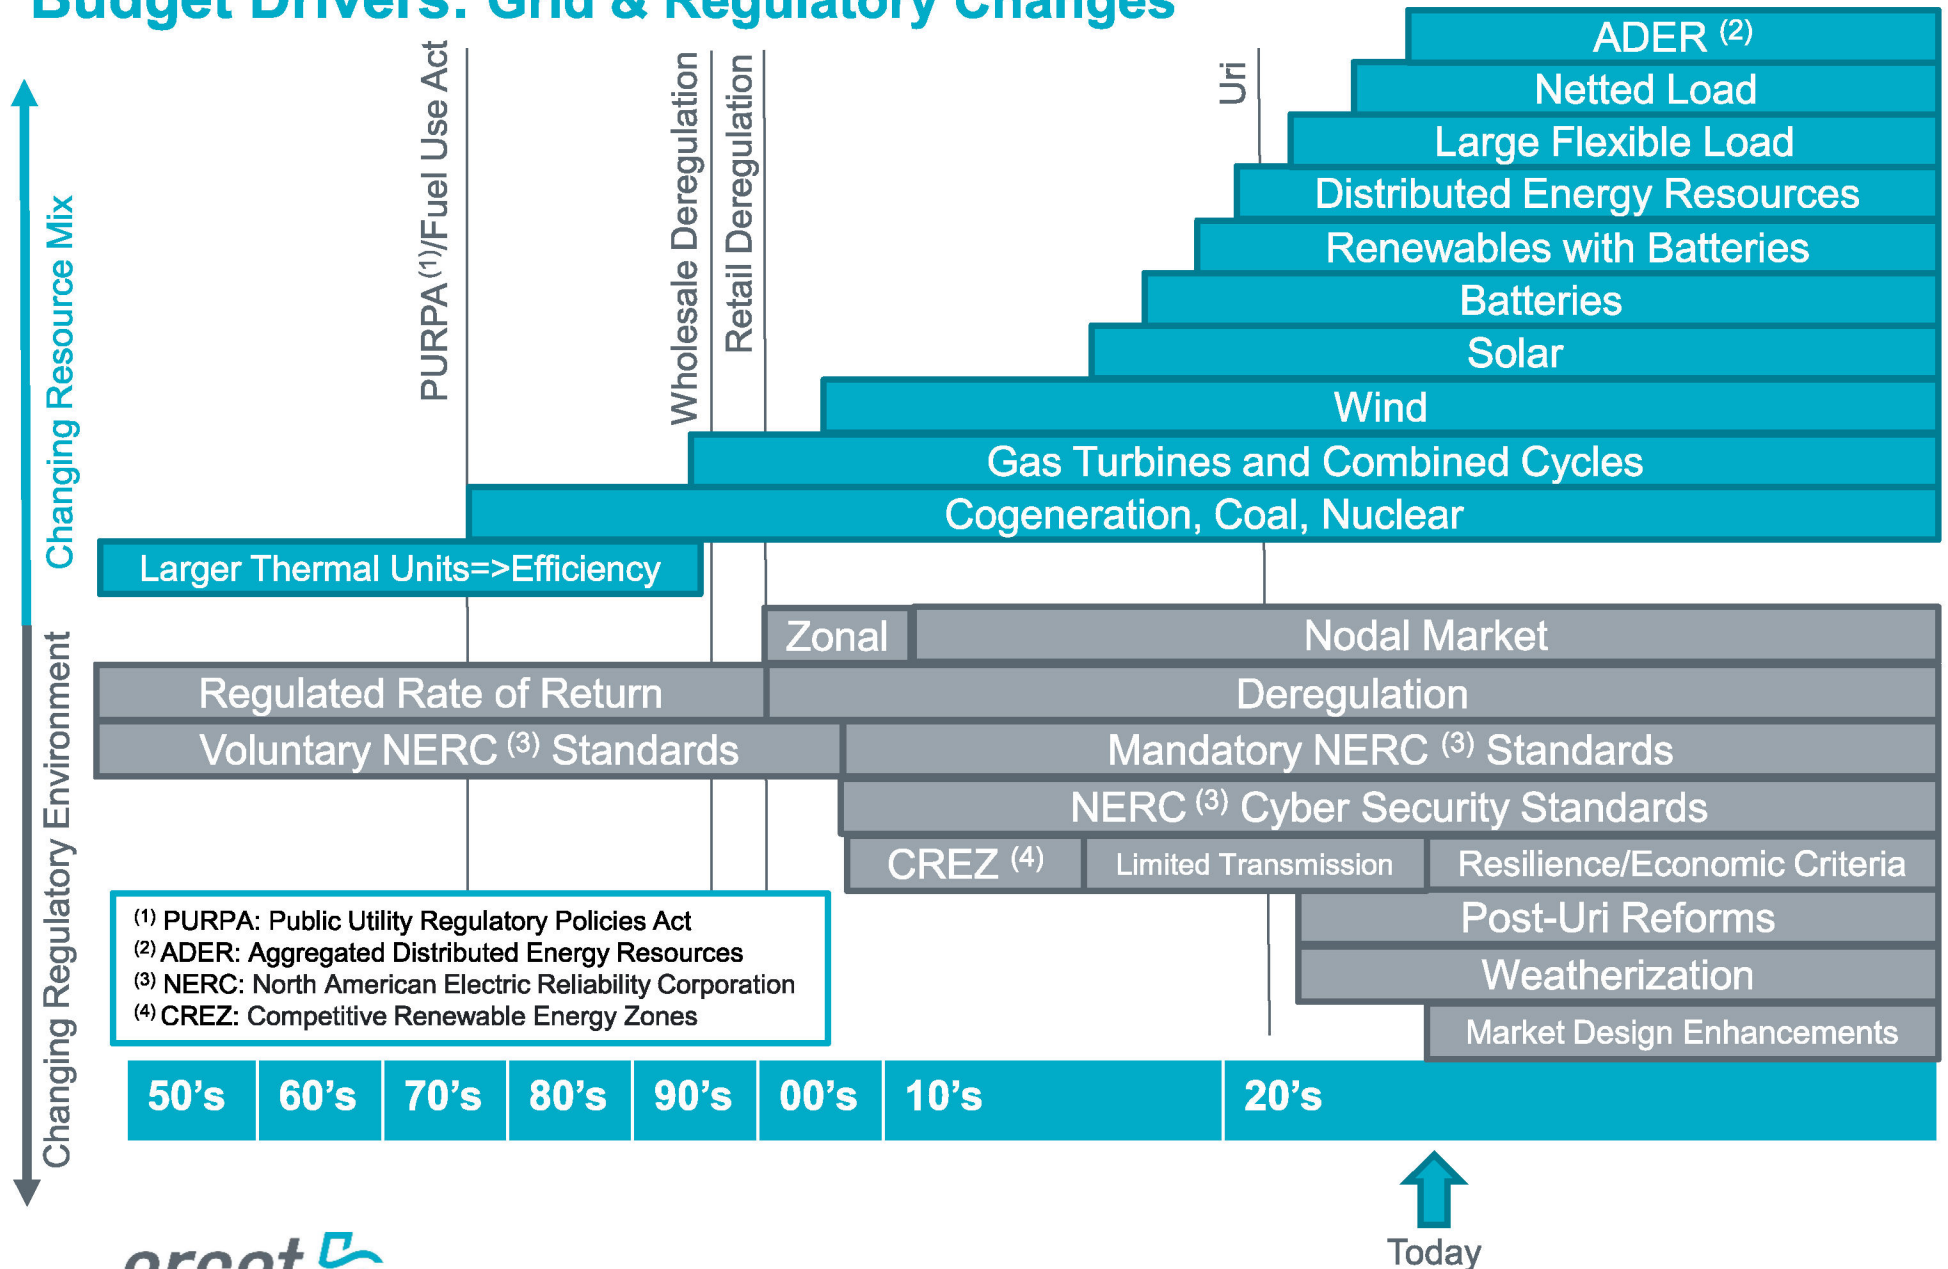 Budget Drivers: Grid & Regulatory Changes
Changing Resource Mix
Changing Regulatory Environment
PURPA (1)/Fuel Use Act
Wholesale Deregulation
Retail Deregulation
Uri
ADER (2)
Netted Load
Large Flexible Load
Distributed Energy Resources
Renewables with Batteries
Batteries
Solar
Wind
Gas Turbines and Combined Cycles
Cogeneration, Coal, Nuclear
Larger Thermal Units=>Efficiency
Zonal
Nodal Market
Regulated Rate of Return
Deregulation
Voluntary NERC (3) Standards
Mandatory NERC (3) Standards
NERC (3) Cyber Security Standards
CREZ (4)
Limited Transmission
Resilience/Economic Criteria
Post-Uri Reforms
Weatherization
Market Design Enhancements
(1) PURPA: Public Utility Regulatory Policies Act
(2) ADER: Aggregated Distributed Energy Resources
(3) NERC: North American Electric Reliability Corporation
(4) CREZ: Competitive Renewable Energy Zones
50’s
60’s
70’s
80’s
90’s
00’s
10’s
20’s
Today
ercot